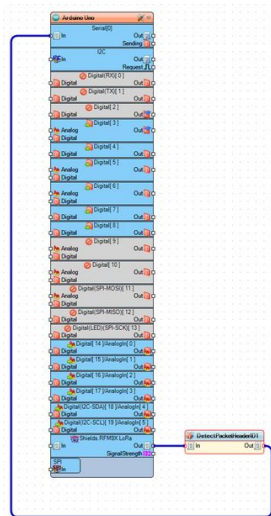 Arduino Uno
Serial[0]
In Out
Sending
I2C
In Out
Request
Digital(RX)[ 0 ]
Digital Out
Digital(TX)[ 1 ]
Digital Out
Digital[ 2 ]
Digital Out
Digital[ 3 ]
Analog Out
Digital
Digital[ 4 ]
Digital Out
Digital[ 5 ]
Analog Out
Digital
Digital[ 6 ]
Analog Out
Digital
Digital[ 7 ]
Digital Out
Digital[ 8 ]
Digital Out
Digital[ 9 ]
Analog Out
Digital
Digital[ 10 ]
Analog Out
Digital
Digital(SPI-MOSI)[ 11 ]
Analog Out
Digital
Digital(SPI-MISO)[ 12 ]
Digital Out
Digital(LED)(SPI-SCK)[ 13 ]
Digital Out
Digital[ 14 ]/AnalogIn[ 0 ]
Digital Out
Digital[ 15 ]/AnalogIn[ 1 ]
Digital Out
Digital[ 16 ]/AnalogIn[ 2 ]
Digital Out
Digital[ 17 ]/AnalogIn[ 3 ]
Digital Out
Digital(I2C-SDA)[ 18 ]/AnalogIn[ 4 ]
Digital Out
Digital(I2C-SCL)[ 19 ]/AnalogIn[ 5 ]
Digital Out
Shields.RFM9X LoRa
In Out
SignalStrength
SPI
In
DetectPacketHeaderID1
In Out